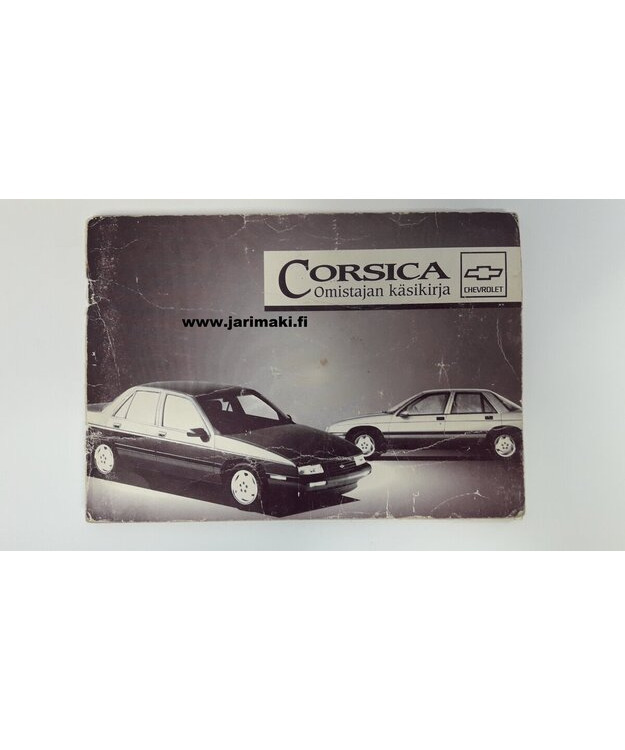 CORSICA
Omistajan käsikirja
CHEVROLET
www.jarimaki.fi